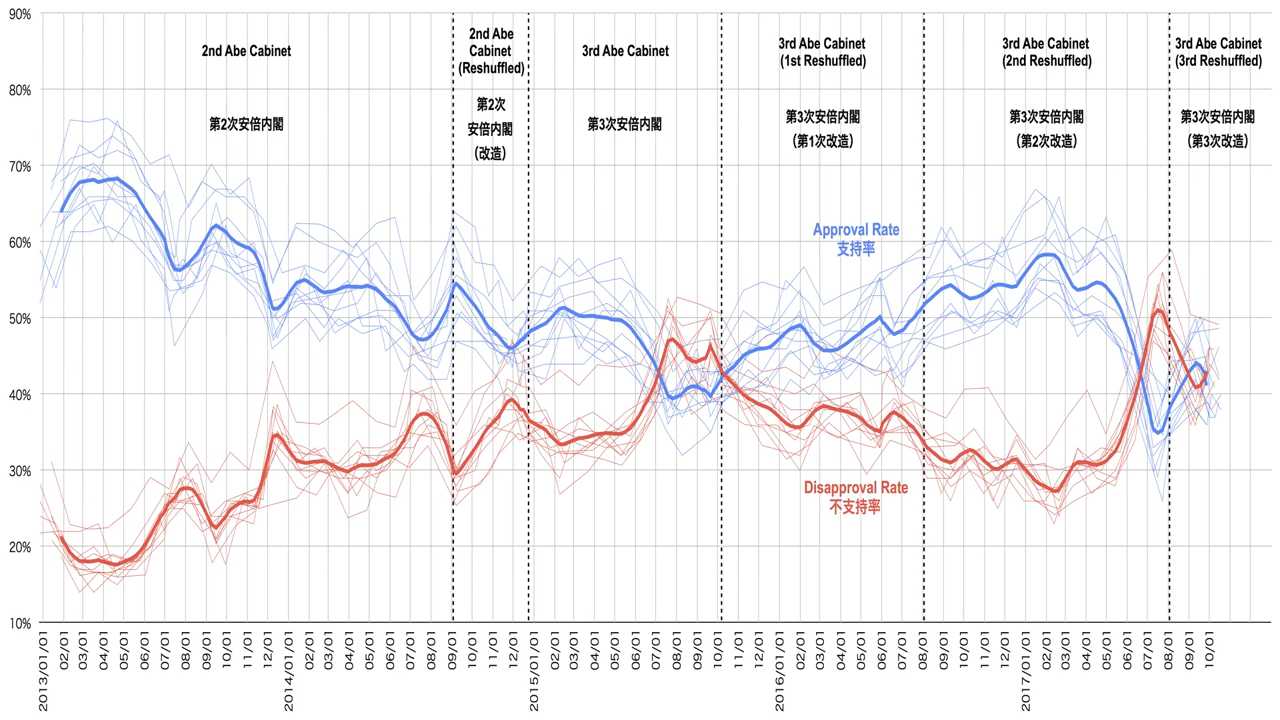 90%
80%
70%
60%
50%
40%
30%
20%
10%
2nd Abe Cabinet
第2次安倍内閣
2nd Abe
Cabinet
(Reshuffled)
第2次
安倍内閣
（改造）
3rd Abe Cabinet
第3次安倍内閣
3rd Abe Cabinet
(1st Reshuffled)
第3次安倍内閣
（第1次改造）
3rd Abe Cabinet
(2nd Reshuffled)
第3次安倍内閣
（第2次改造）
3rd Abe Cabinet
(3rd Reshuffled)
第3次安倍内閣
（第3次改造）
Approval Rate
支持率
Disapproval Rate
不支持率
2013/01/01
02/01
03/01
04/01
05/01
06/01
07/01
08/01
09/01
10/01
11/01
12/01
2014/01/01
02/01
03/01
04/01
05/01
06/01
07/01
08/01
09/01
10/01
11/01
12/01
2015/01/01
02/01
03/01
04/01
05/01
06/01
07/01
08/01
09/01
10/01
11/01
12/01
2016/01/01
02/01
03/01
04/01
05/01
06/01
07/01
08/01
09/01
10/01
11/01
12/01
2017/01/01
02/01
03/01
04/01
05/01
06/01
07/01
08/01
09/01
10/01